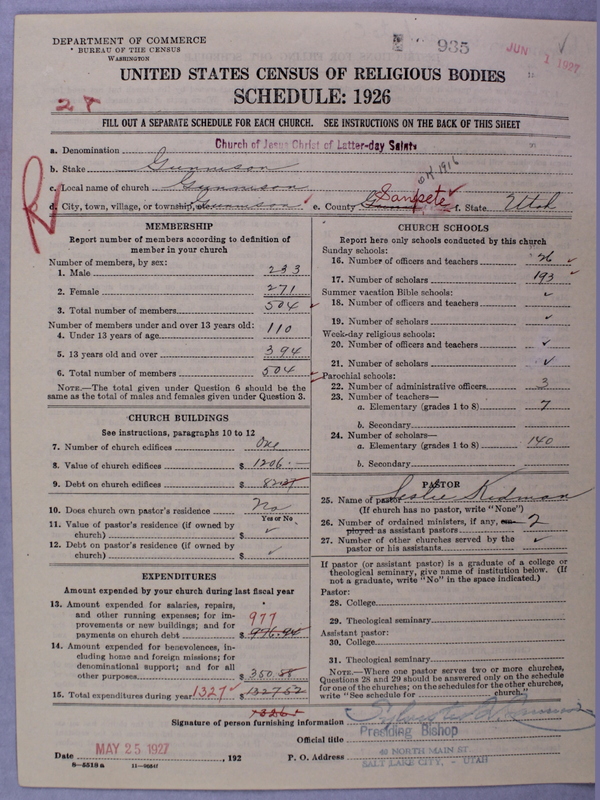 DEPARTMENT OF COMMERCE
BUREAU OF THE CENSUS
WASHINGTON
935
JUN 1 1927
UNITED STATES CENSUS OF RELIGIOUS BODIES
SCHEDULE: 1926
FILL OUT A SEPARATE SCHEDULE FOR EACH CHURCH. SEE INSTRUCTIONS ON THE BACK OF THIS SHEET
a. Denomination Church of Jesus Christ of Latter-day Saints
b. Stake Gunnison
c. Local name of church Gunnison
d. City, town, village, or township, etc. Gunnison e. County Sanpete f. State Utah
MEMBERSHIP
Report number of members according to definition of member in your church
Number of members, by sex:
1. Male 233
2. Female 271
3. Total number of members 504
Number of members under and over 13 years old:
4. Under 13 years of age 110
5. 13 years old and over 394
6. Total number of members 504
NOTE.—The total given under Question 6 should be the same as the total of males and females given under Question 3.
CHURCH BUILDINGS
See instructions, paragraphs 10 to 12
7. Number of church edifices One
8. Value of church edifices $ 1206.—
9. Debt on church edifices $
10. Does church own pastor's residence No
Yes or No
11. Value of pastor's residence (if owned by church) $ ✓
12. Debt on pastor's residence (if owned by church) $ ✓
EXPENDITURES
Amount expended by your church during last fiscal year
13. Amount expended for salaries, repairs, and other running expenses; for improvements or new buildings; and for payments on church debt 977 $ 976.94
14. Amount expended for benevolences, including home and foreign missions; for denominational support; and for all other purposes $ 350.58
15. Total expenditures during year 1327 $ 1327.52
CHURCH SCHOOLS
Report here only schools conducted by this church
Sunday schools:
16. Number of officers and teachers 26
17. Number of scholars 193
Summer vacation Bible schools:
18. Number of officers and teachers ✓
19. Number of scholars ✓
Week-day religious schools:
20. Number of officers and teachers ✓
21. Number of scholars ✓
Parochial schools:
22. Number of administrative officers 3
23. Number of teachers—
a. Elementary (grades 1 to 8) 7
b. Secondary
24. Number of scholars—
a. Elementary (grades 1 to 8) 140
b. Secondary
PASTOR
25. Name of pastor Leslie Kidman
(If church has no pastor, write "None")
26. Number of ordained ministers, if any, employed as assistant pastors 2
27. Number of other churches served by the pastor or his assistants ✓
If pastor (or assistant pastor) is a graduate of a college or theological seminary, give name of institution below. (If not a graduate, write "No" in the space indicated.)
Pastor:
28. College
29. Theological seminary
Assistant pastor:
30. College
31. Theological seminary
NOTE.—Where one pastor serves two or more churches, Questions 28 and 29 should be answered only on the schedule for one of the churches; on the schedules for the other churches, write "See schedule for church."
Signature of person furnishing information
Official title Presiding Bishop
Date MAY 25 1927, 192 P. O. Address 40 NORTH MAIN ST
SALT LAKE CITY, - UTAH
8—5518 a